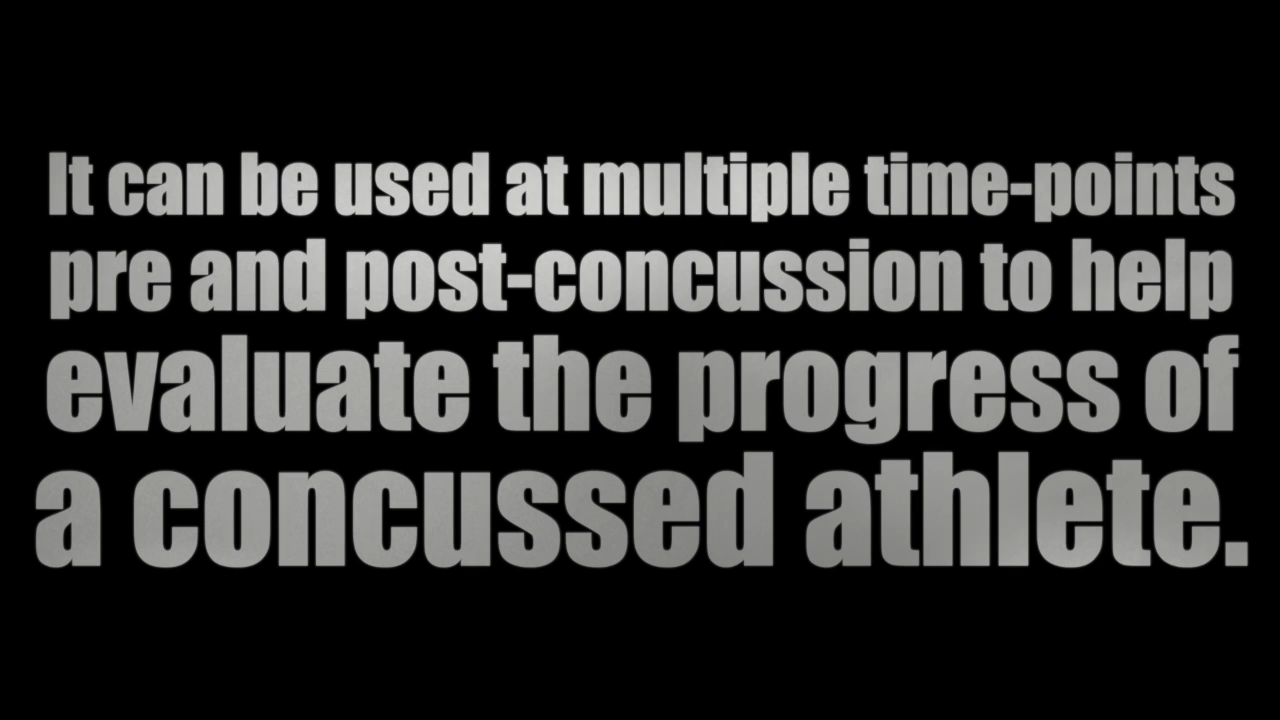 It can be used at multiple time-points
pre and post-concussion to help
evaluate the progress of
a concussed athlete.